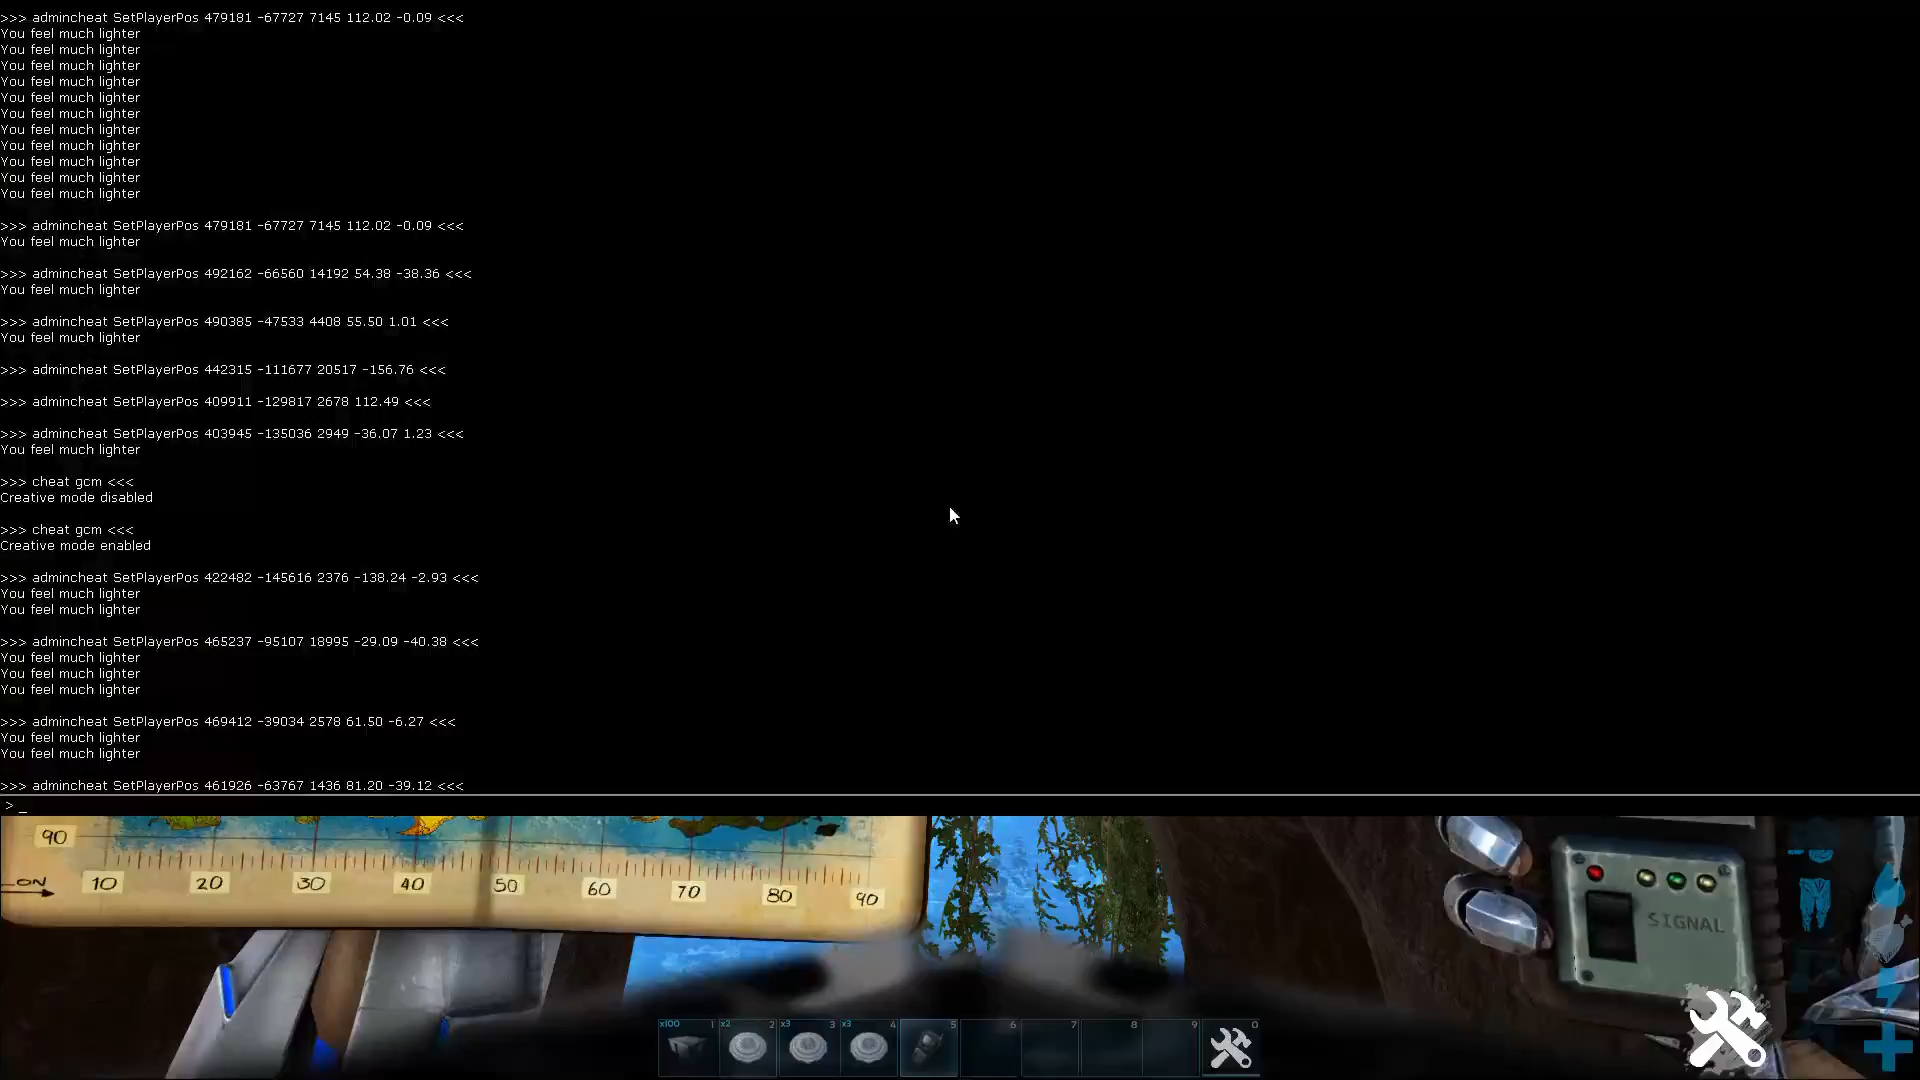 >>> admincheat SetPlayerPos 479181 -67727 7145 112.02 -0.09 <<<
You feel much lighter
You feel much lighter
You feel much lighter
You feel much lighter
You feel much lighter
You feel much lighter
You feel much lighter
You feel much lighter
You feel much lighter
You feel much lighter
You feel much lighter
>>> admincheat SetPlayerPos 479181 -67727 7145 112.02 -0.09 <<<
You feel much lighter
>>> admincheat SetPlayerPos 492162 -66560 14192 54.38 -38.36 <<<
You feel much lighter
>>> admincheat SetPlayerPos 490385 -47533 4408 55.50 1.01 <<<
You feel much lighter
>>> admincheat SetPlayerPos 442315 -111677 20517 -156.76 <<<
>>> admincheat SetPlayerPos 409911 -129817 2678 112.49 <<<
>>> admincheat SetPlayerPos 403945 -135036 2949 -36.07 1.23 <<<
You feel much lighter
>>> cheat gcm <<<
Creative mode disabled
>>> cheat gcm <<<
Creative mode enabled
>>> admincheat SetPlayerPos 422482 -145616 2376 -138.24 -2.93 <<<
You feel much lighter
You feel much lighter
>>> admincheat SetPlayerPos 465237 -95107 18995 -29.09 -40.38 <<<
You feel much lighter
You feel much lighter
You feel much lighter
>>> admincheat SetPlayerPos 469412 -39034 2578 61.50 -6.27 <<<
You feel much lighter
You feel much lighter
>>> admincheat SetPlayerPos 461926 -63767 1436 81.20 -39.12 <<<
> _
90
ON
10 20 30 40 50 60 70 80 90
SIGNAL
x100 1 x2 2 x3 3 x3 4 5 6 7 8 9 0